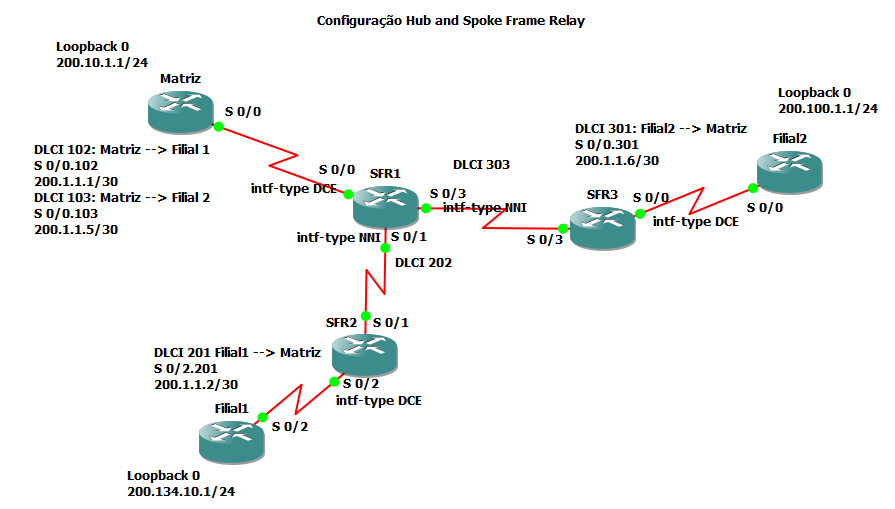 Configuração Hub and Spoke Frame Relay
Loopback 0
200.10.1.1/24
Matriz
S 0/0
DLCI 102: Matriz --> Filial 1
S 0/0.102
200.1.1.1/30
DLCI 103: Matriz --> Filial 2
S 0/0.103
200.1.1.5/30
S 0/0
intf-type DCE
SFR1
DLCI 303
S 0/3
intf-type NNI
intf-type NNI
S 0/1
DLCI 202
Loopback 0
200.100.1.1/24
DLCI 301: Filial2 --> Matriz
S 0/0.301
200.1.1.6/30
Filial2
SFR3
S 0/0
S 0/0
intf-type DCE
S 0/3
SFR2
S 0/1
DLCI 201 Filial1 --> Matriz
S 0/2.201
200.1.1.2/30
S 0/2
intf-type DCE
Filial1
S 0/2
Loopback 0
200.134.10.1/24